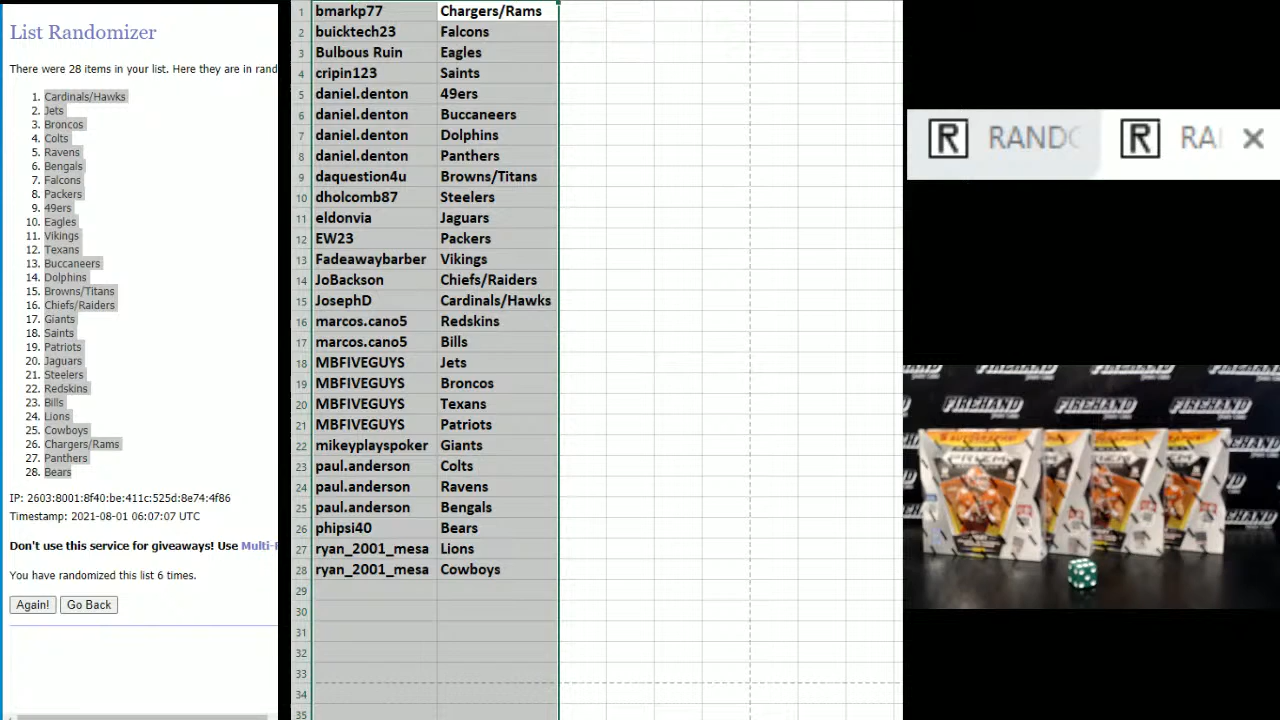 List Randomizer
There were 28 items in your list. Here they are in rand
1. Cardinals/Hawks
2. Jets
3. Broncos
4. Colts
5. Ravens
6. Bengals
7. Falcons
8. Packers
9. 49ers
10. Eagles
11. Vikings
12. Texans
13. Buccaneers
14. Dolphins
15. Browns/Titans
16. Chiefs/Raiders
17. Giants
18. Saints
19. Patriots
20. Jaguars
21. Steelers
22. Redskins
23. Bills
24. Lions
25. Cowboys
26. Chargers/Rams
27. Panthers
28. Bears
IP: 2603:8001:8f40:be:411c:525d:8e74:4f86
Timestamp: 2021-08-01 06:07:07 UTC
Don't use this service for giveaways! Use Multi-
You have randomized this list 6 times.
Again! Go Back
1 bmarkp77 Chargers/Rams
2 buicktech23 Falcons
3 Bulbous Ruin Eagles
4 cripin123 Saints
5 daniel.denton 49ers
6 daniel.denton Buccaneers
7 daniel.denton Dolphins
8 daniel.denton Panthers
9 daquestion4u Browns/Titans
10 dholcomb87 Steelers
11 eldonvia Jaguars
12 EW23 Packers
13 Fadeawaybarber Vikings
14 JoBackson Chiefs/Raiders
15 JosephD Cardinals/Hawks
16 marcos.cano5 Redskins
17 marcos.cano5 Bills
18 MBFIVEGUYS Jets
19 MBFIVEGUYS Broncos
20 MBFIVEGUYS Texans
21 MBFIVEGUYS Patriots
22 mikeyplayspoker Giants
23 paul.anderson Colts
24 paul.anderson Ravens
25 paul.anderson Bengals
26 phipsi40 Bears
27 ryan_2001_mesa Lions
28 ryan_2001_mesa Cowboys
29
30
31
32
33
34
35
R RANDO R RA
FIREHAND
FIREHAND
FIREHAND
PRIZM
FIREHAND